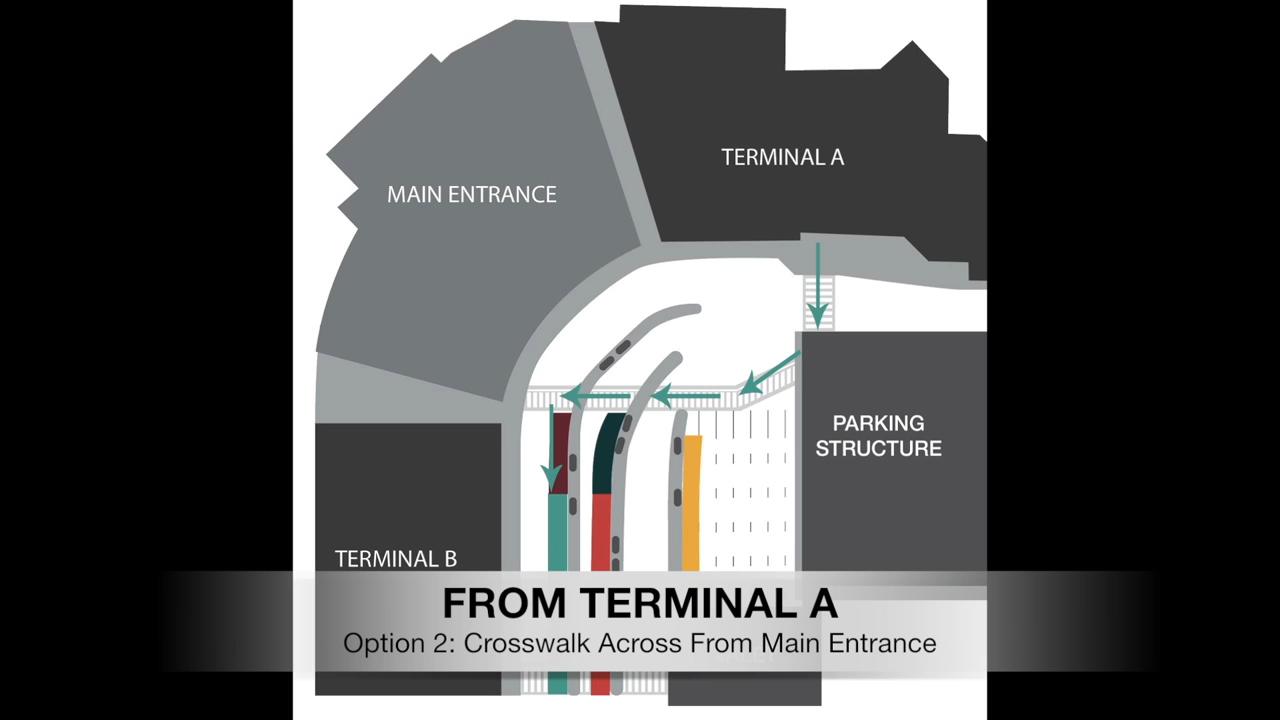 TERMINAL A
MAIN ENTRANCE
PARKING
STRUCTURE
TERMINAL B
FROM TERMINAL A
Option 2: Crosswalk Across From Main Entrance